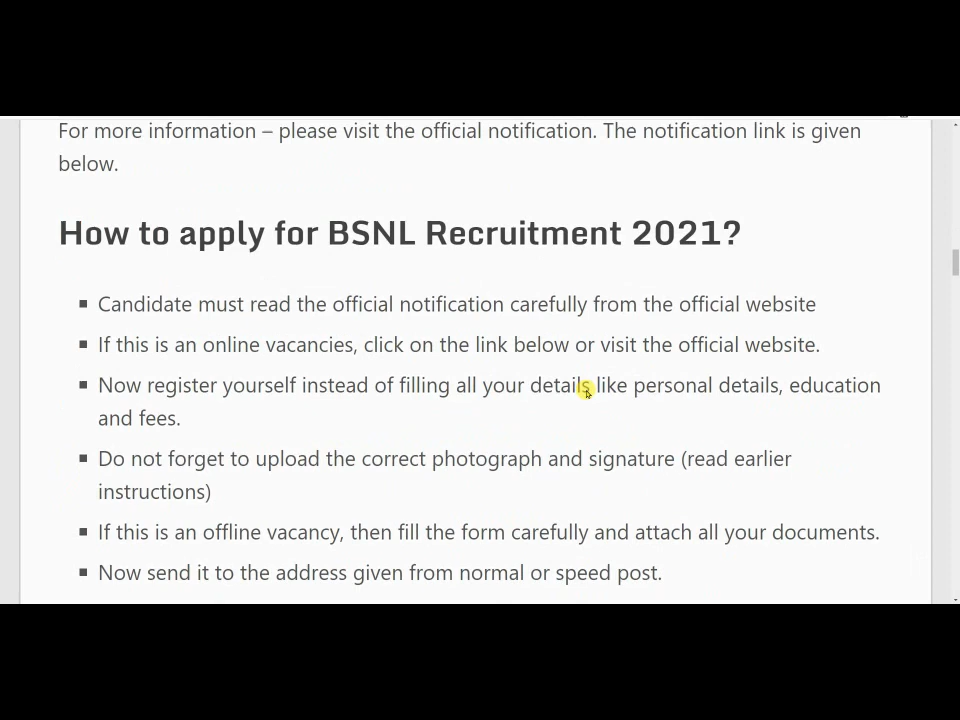 For more information – please visit the official notification. The notification link is given
below.
How to apply for BSNL Recruitment 2021?
▪ Candidate must read the official notification carefully from the official website
▪ If this is an online vacancies, click on the link below or visit the official website.
▪ Now register yourself instead of filling all your details like personal details, education
and fees.
▪ Do not forget to upload the correct photograph and signature (read earlier
instructions)
▪ If this is an offline vacancy, then fill the form carefully and attach all your documents.
▪ Now send it to the address given from normal or speed post.